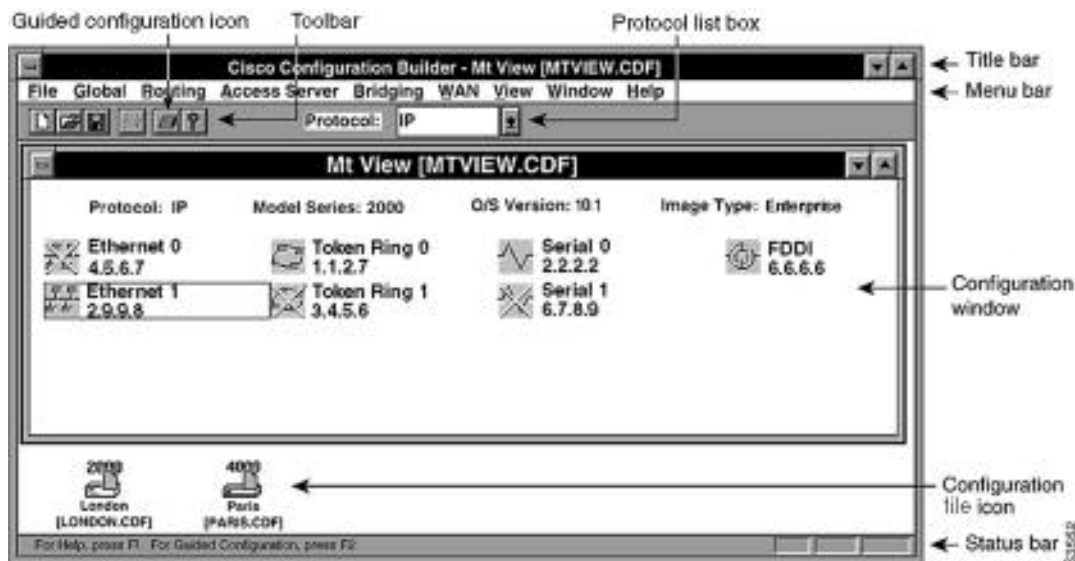 Guided configuration icon
Toolbar
Protocol list box
Cisco Configuration Builder - Mt View [MTVIEW.CDF]
Title bar
File Global Routing Access Server Bridging WAN View Window Help
Menu bar
Protocol: IP
Mt View [MTVIEW.CDF]
Protocol: IP
Model Series: 2000
O/S Version: 10.1
Image Type: Enterprise
Ethernet 0
4.5.6.7
Token Ring 0
1.1.2.7
Serial 0
2.2.2.2
FDDI
6.6.6.6
Ethernet 1
2.9.9.8
Token Ring 1
3.4.5.6
Serial 1
6.7.8.9
Configuration
window
2000
London
[LONDON.CDF]
4000
Paris
[PARIS.CDF]
Configuration
file icon
For Help, press F1 For Guided Configuration, press F2
Status bar